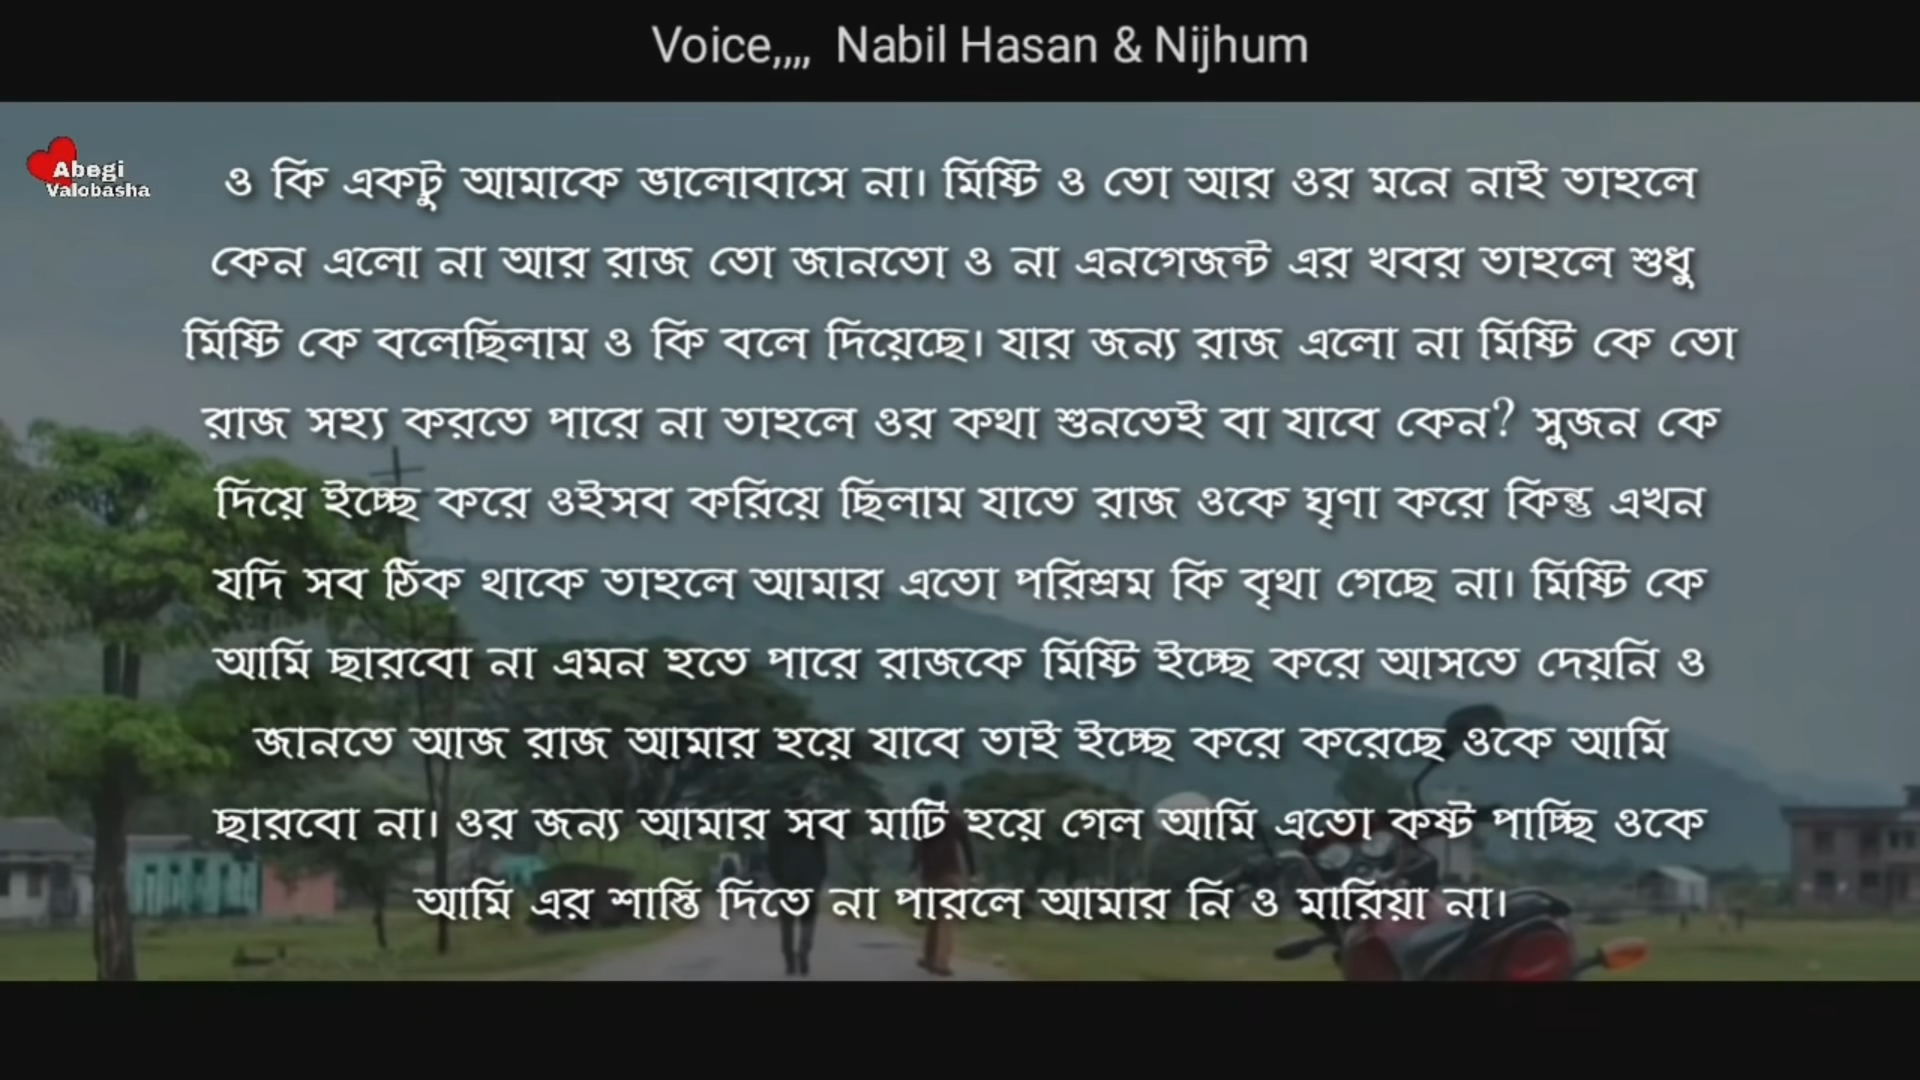 Voice,,,, Nabil Hasan & Nijhum
Abegi
Valobasha
ও কি একটু আমাকে ভালোবাসে না। মিষ্টি ও তো আর ওর মনে নাই তাহলে
কেন এলো না আর রাজ তো জানতো ও না এনগেজন্ট এর খবর তাহলে শুধু
মিষ্টি কে বলেছিলাম ও কি বলে দিয়েছে। যার জন্য রাজ এলো না মিষ্টি কে তো
রাজ সহ্য করতে পারে না তাহলে ওর কথা শুনতেই বা যাবে কেন? সুজন কে
দিয়ে ইচ্ছে করে ওইসব করিয়ে ছিলাম যাতে রাজ ওকে ঘৃণা করে কিন্তু এখন
যদি সব ঠিক থাকে তাহলে আমার এতো পরিশ্রম কি বৃথা গেছে না। মিষ্টি কে
আমি ছারবো না এমন হতে পারে রাজকে মিষ্টি ইচ্ছে করে আসতে দেয়নি ও
জানতে আজ রাজ আমার হয়ে যাবে তাই ইচ্ছে করে করেছে ওকে আমি
ছারবো না। ওর জন্য আমার সব মাটি হয়ে গেল আমি এতো কষ্ট পাচ্ছি ওকে
আমি এর শাস্তি দিতে না পারলে আমার নি ও মারিয়া না।